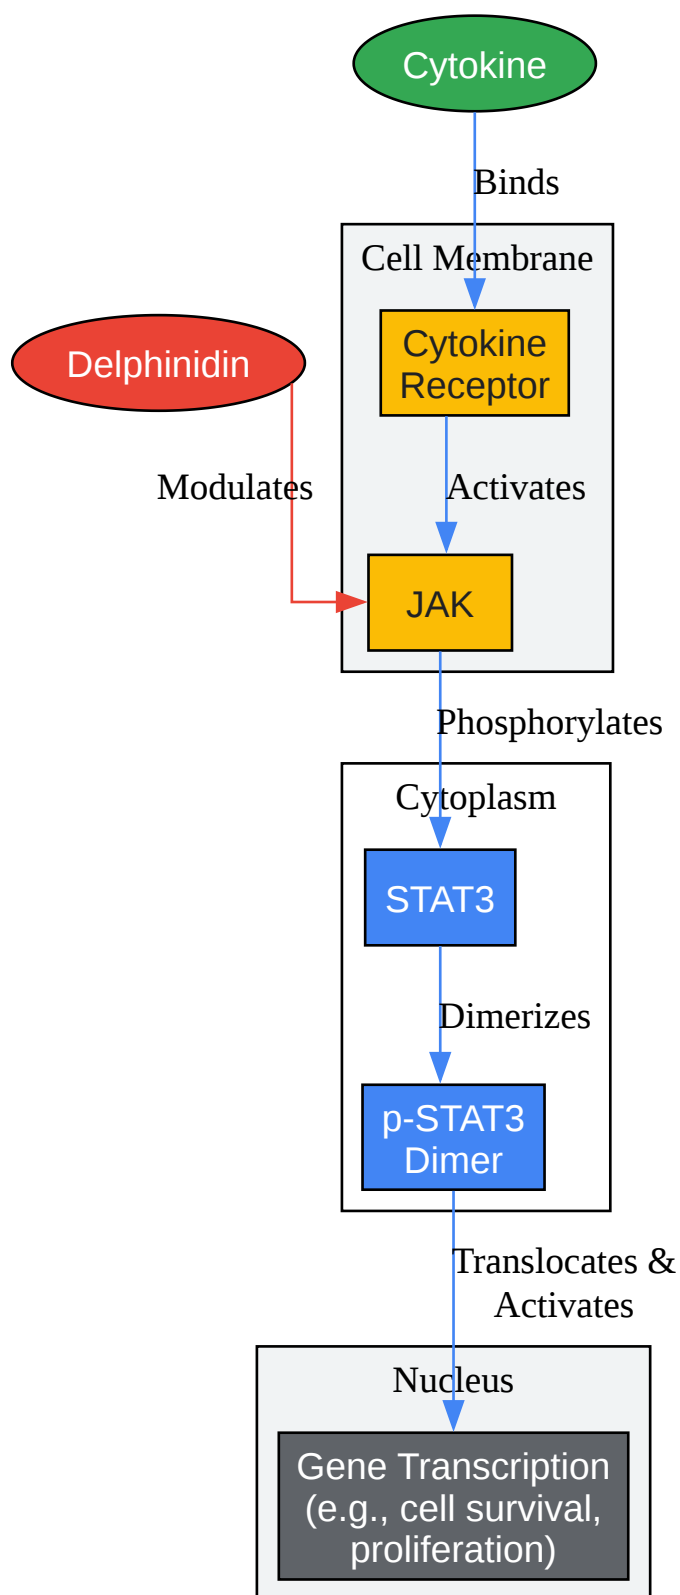 Cytokine
Binds
Cell Membrane
Cytokine
Receptor
Delphinidin
Modulates
Activates
JAK
Phosphorylates
Cytoplasm
STAT3
Dimerizes
p-STAT3
Dimer
Translocates &
Activates
Nucleus
Gene Transcription
(e.g., cell survival,
proliferation)